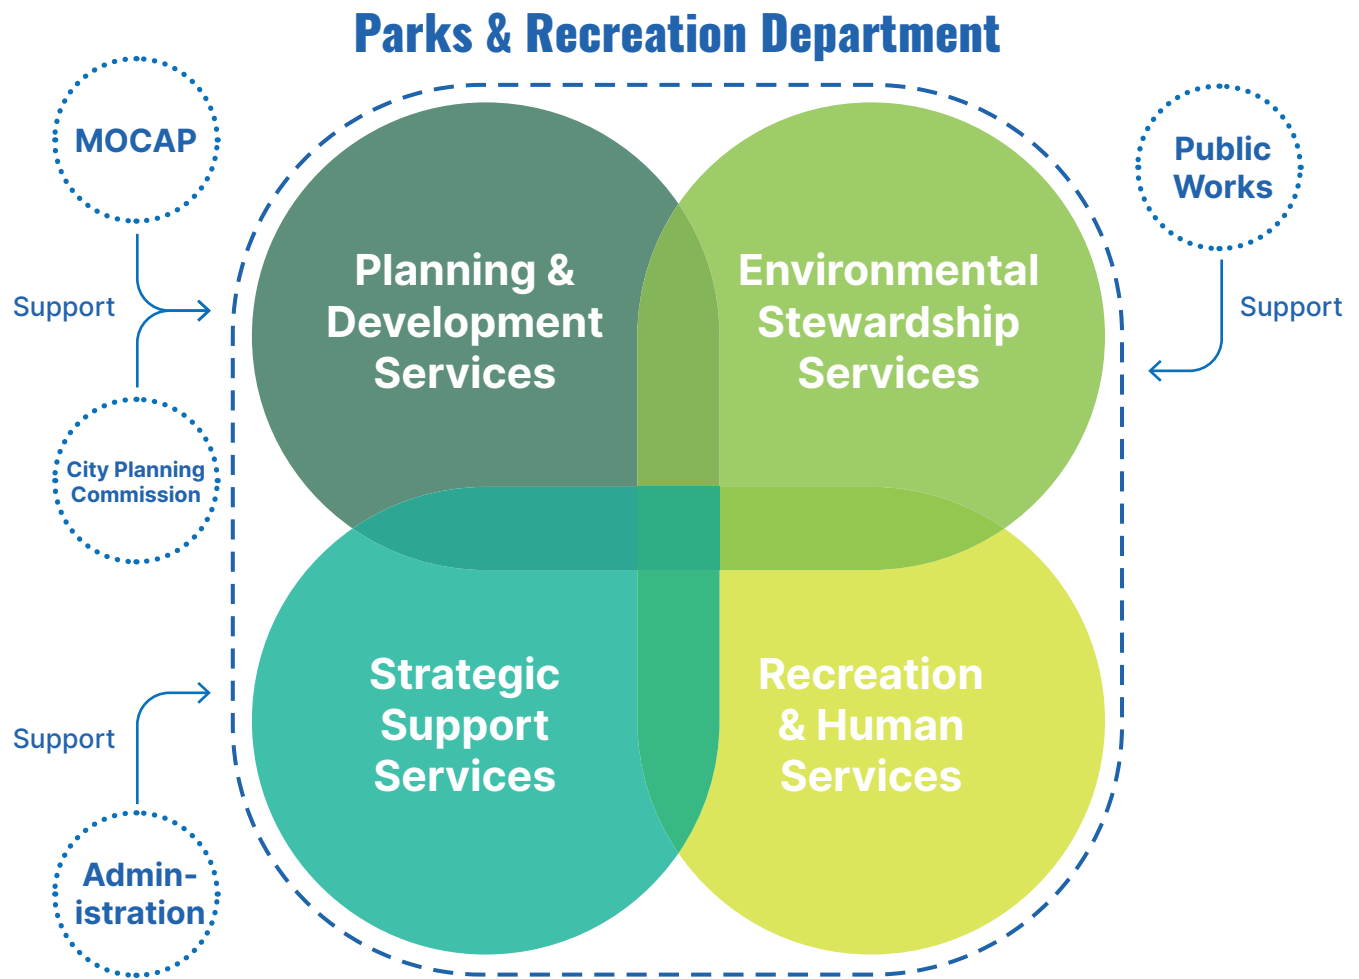 Parks & Recreation Department
MOCAP
Public
Works
Support
Support
Planning &
Development
Services
Environmental
Stewardship
Services
City Planning
Commission
Strategic
Support
Services
Recreation
& Human
Services
Support
Admin-
istration